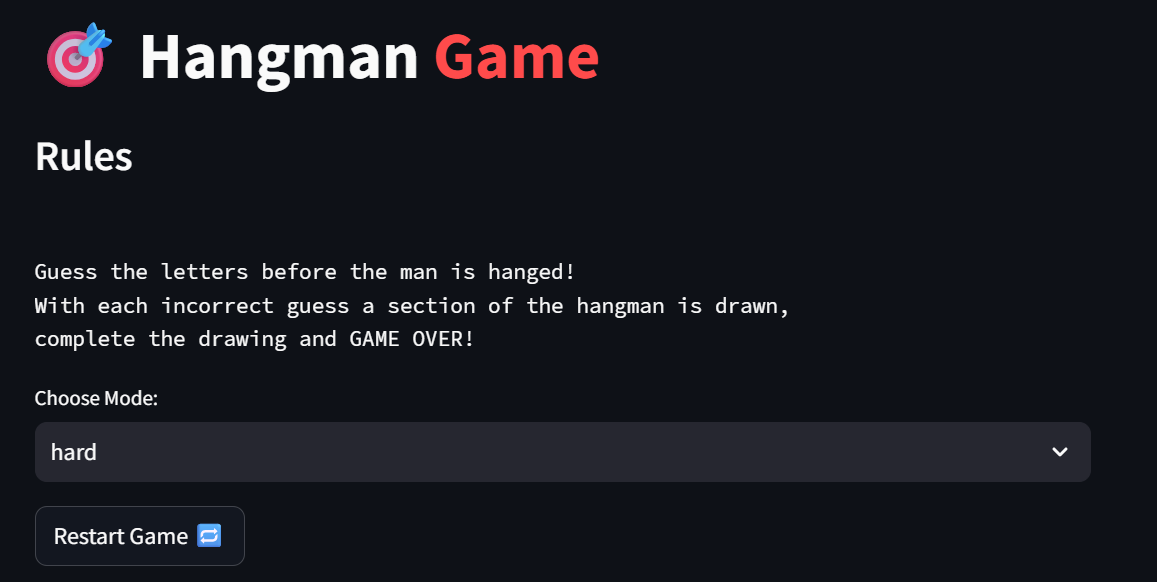 Hangman Game
Rules
Guess the letters before the man is hanged!
With each incorrect guess a section of the hangman is drawn,
complete the drawing and GAME OVER!
Choose Mode:
hard
Restart Game